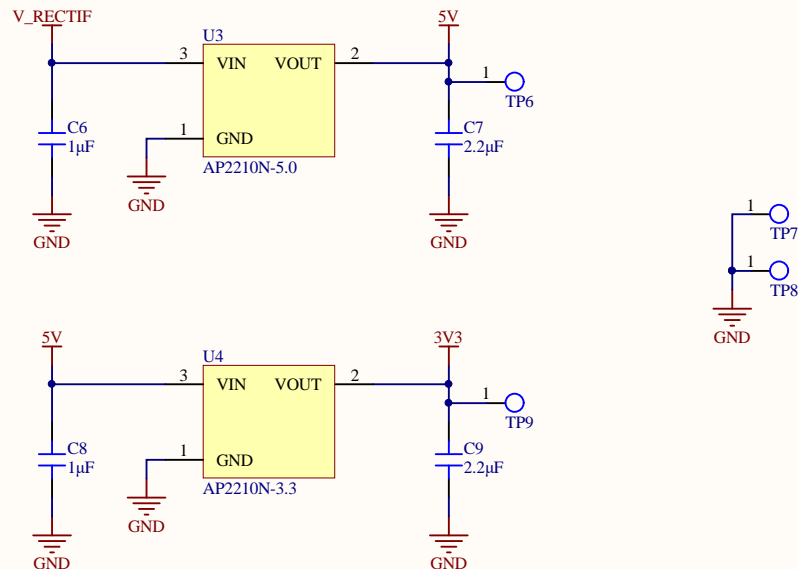 V_RECTIF
U3
5V
3
VIN
VOUT
2
1
TP6
C6
1µF
1
GND
C7
2.2µF
AP2210N-5.0
GND
GND
GND
1
TP7
1
TP8
GND
5V
U4
3V3
3
VIN
VOUT
2
1
TP9
C8
1µF
1
GND
C9
2.2µF
AP2210N-3.3
GND
GND
GND